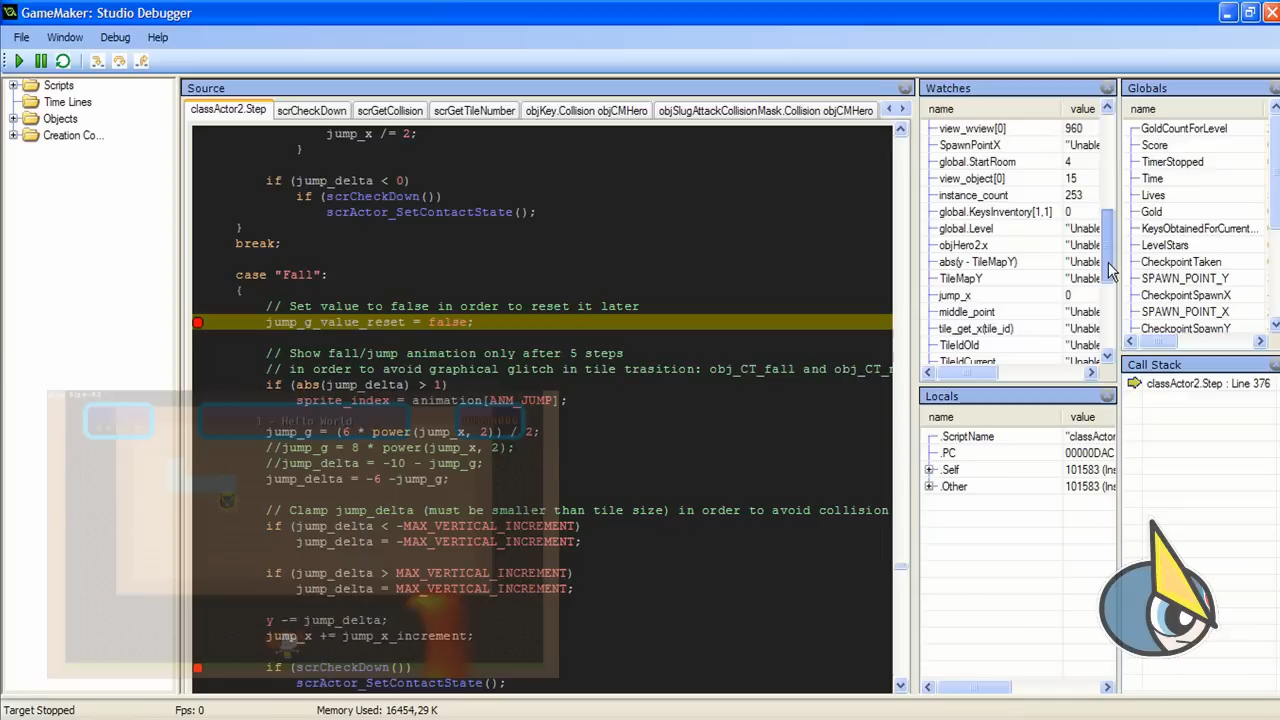 GameMaker: Studio Debugger
File Window Debug Help
Scripts
Time Lines
Objects
Creation Co...
Source
classActor2.Step scrCheckDown scrGetCollision scrGetTileNumber objKey.Collision objCMHero objSlugAttackCollisionMask.Collision objCMHero
jump_x /= 2;
}
if (jump_delta < 0)
if (scrCheckDown())
scrActor_SetContactState();
}
break;
case "Fall":
{
// Set value to false in order to reset it later
jump_g_value_reset = false;
// Show fall/jump animation only after 5 steps
// in order to avoid graphical glitch in tile trasition: obj_CT_fall and obj_CT_
if (abs(jump_delta) > 1)
sprite_index = animation[ANM_JUMP];
1 - Hello World
jump_g = (6 * power(jump_x, 2)) / 2;
//jump_g = 8 * power(jump_x, 2);
//jump_delta = -10 - jump_g;
jump_delta = -6 -jump_g;
// Clamp jump_delta (must be smaller than tile size) in order to avoid collision
if (jump_delta < -MAX_VERTICAL_INCREMENT)
jump_delta = -MAX_VERTICAL_INCREMENT;
if (jump_delta > MAX_VERTICAL_INCREMENT)
jump_delta = MAX_VERTICAL_INCREMENT;
y -= jump_delta;
jump_x += jump_x_increment;
if (scrCheckDown())
scrActor_SetContactState();
Watches
name value
view_wview[0] 960
SpawnPointX "Unable
global.StartRoom 4
view_object[0] 15
instance_count 253
global.KeysInventory[1,1] 0
global.Level "Unable
objHero2.x "Unable
abs(y - TileMapY) "Unable
TileMapY "Unable
jump_x 0
middle_point "Unable
tile_get_x(tile_id) "Unable
TileIdOld "Unable
TileIdCurrent "Unable
Locals
name value
.ScriptName "classActor
.PC 00000DAC
.Self 101583 (Ins
.Other 101583 (Ins
Globals
name
GoldCountForLevel
Score
TimerStopped
Time
Lives
Gold
KeysObtainedForCurrent...
LevelStars
CheckpointTaken
SPAWN_POINT_Y
CheckpointSpawnX
SPAWN_POINT_X
CheckpointSpawnY
Call Stack
classActor2.Step : Line 376
Target Stopped Fps: 0 Memory Used: 16454,29 K